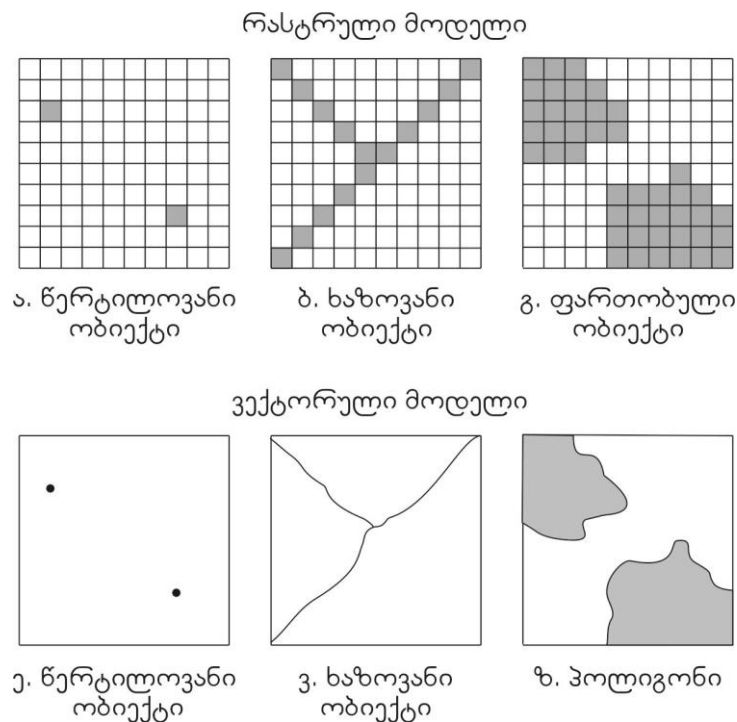 რასტრული მოდელი
ა. წერტილოვანი
ობიექტი
ბ. ხაზოვანი
ობიექტი
გ. ფართობული
ობიექტი
ვექტორული მოდელი
ე. წერტილოვანი
ობიექტი
ვ. ხაზოვანი
ობიექტი
ზ. პოლიგონი